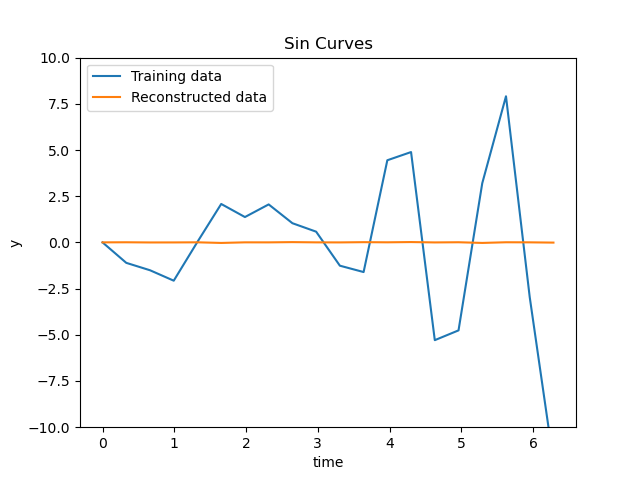 Sin Curves
Training data
Reconstructed data
10.0
7.5
5.0
2.5
0.0
−2.5
−5.0
−7.5
−10.0
y
0 1 2 3 4 5 6
time